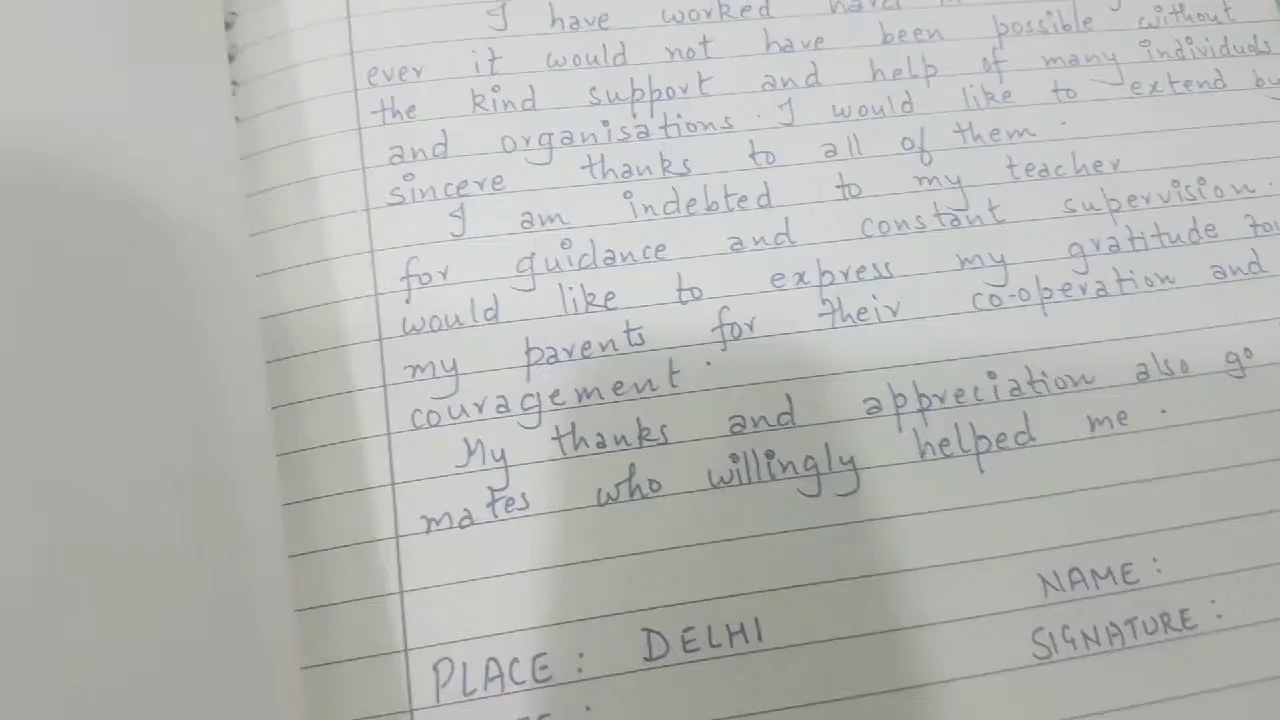 I have worked hard
ever it would not have been possible without
the kind support and help of many individuals
and organisations. I would like to extend
sincere thanks to all of them.
I am indebted to my teacher
for guidance and constant supervision.
would like to express my gratitude
my parents for their co-operation and
couragement.
My thanks and appreciation also go
mates who willingly helped me.
NAME:
PLACE: DELHI SIGNATURE: